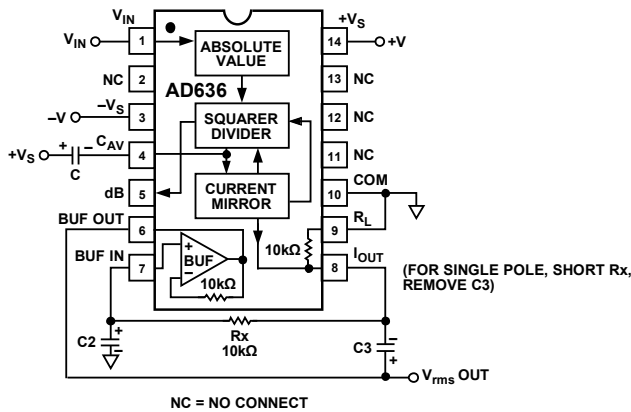 VIN
VIN
1
ABSOLUTE
VALUE
+VS
14
+V
NC
2
AD636
13
NC
–V
–VS
3
SQUARER
DIVIDER
12
NC
+VS
+
–
C
CAV
4
11
NC
dB
5
CURRENT
MIRROR
COM
10
BUF OUT
6
10kΩ
RL
9
BUF IN
7
+
–
BUF
10kΩ
IOUT
8
(FOR SINGLE POLE, SHORT Rx,
REMOVE C3)
C2
+
–
Rx
10kΩ
C3
–
+
Vrms OUT
NC = NO CONNECT